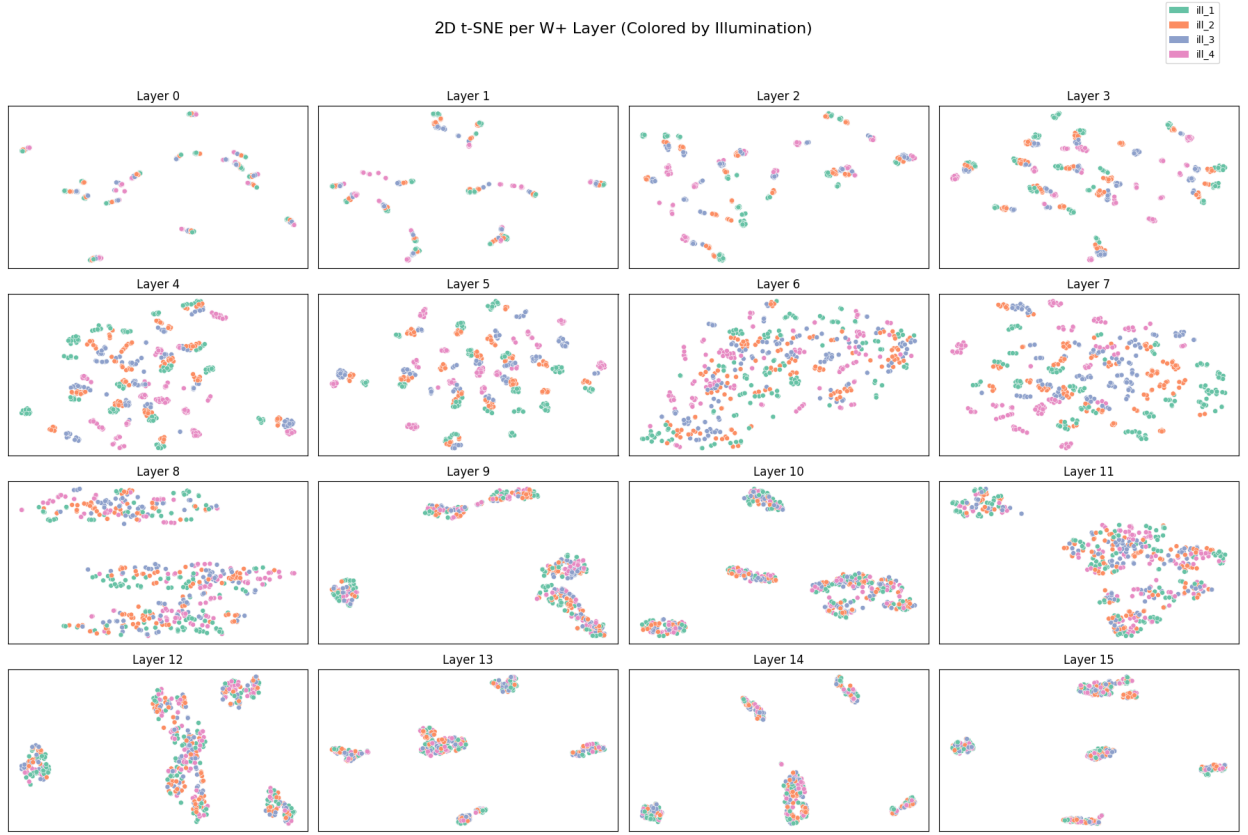 2D t-SNE per W+ Layer (Colored by Illumination)
ill_1
ill_2
ill_3
ill_4
Layer 0
Layer 1
Layer 2
Layer 3
Layer 4
Layer 5
Layer 6
Layer 7
Layer 8
Layer 9
Layer 10
Layer 11
Layer 12
Layer 13
Layer 14
Layer 15